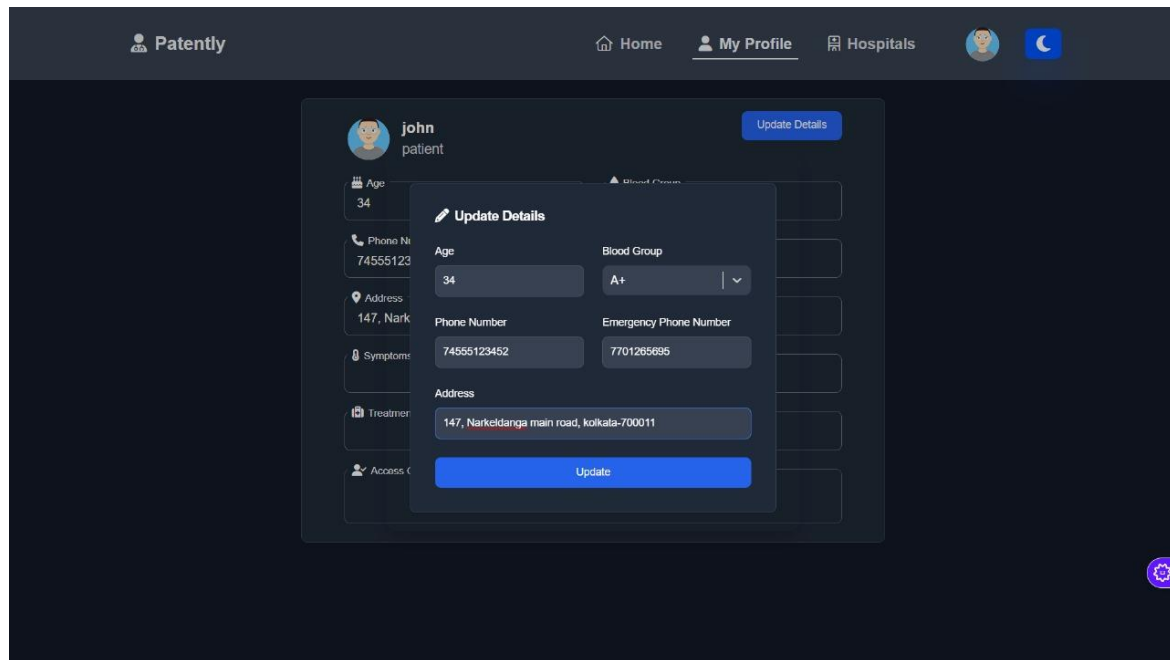 Patently
Home My Profile Hospitals
john
patient
Update Details
Age Blood Group
34
Phone
74555123
Address
147, Nark
Symptoms
Access
Update Details
Age Blood Group
34 A+
Phone Number Emergency Phone Number
74555123452 7701265695
Address
147, Narkeldanga main road, kolkata-700011
Update